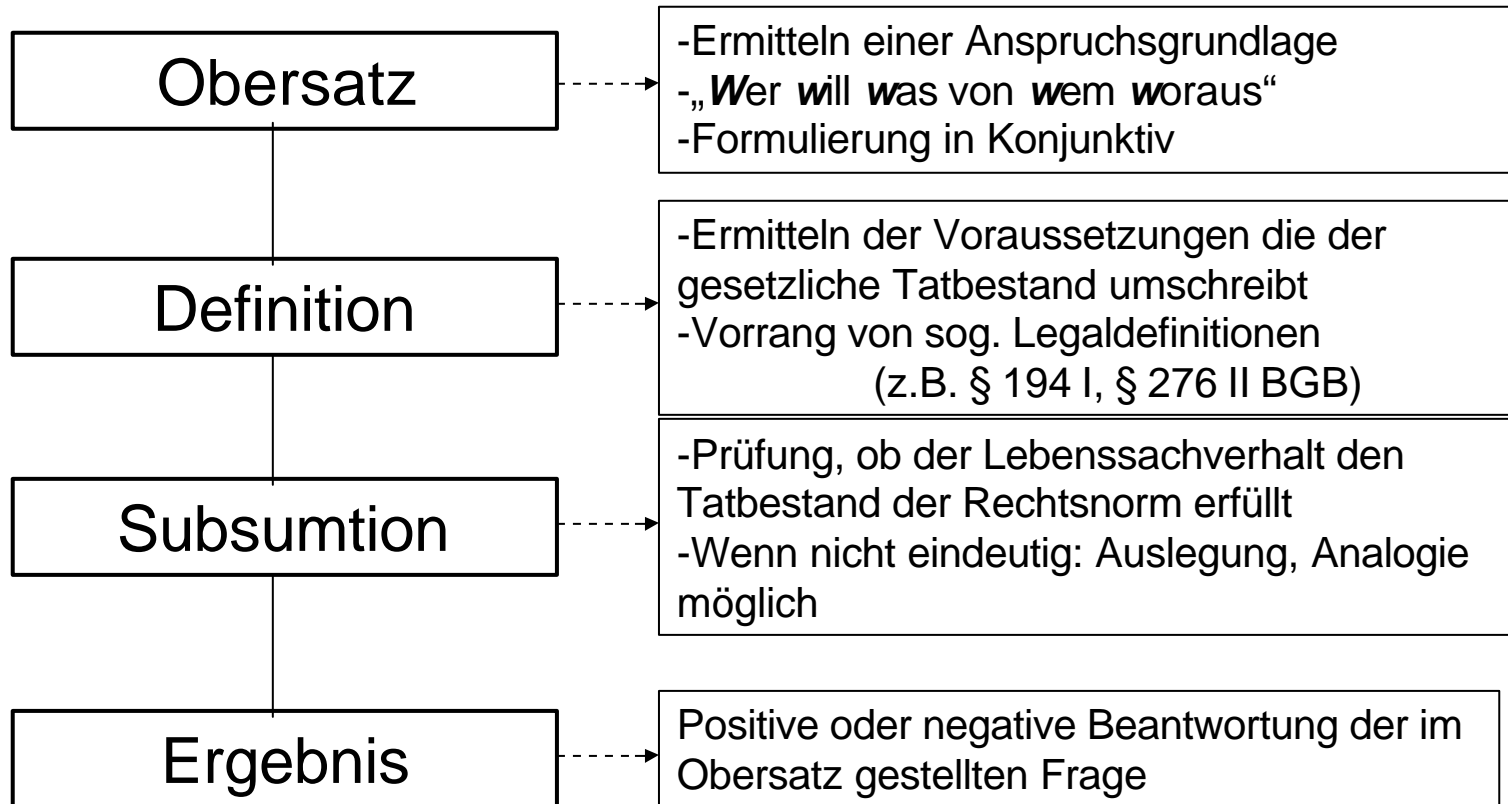 Obersatz
-Ermitteln einer Anspruchsgrundlage
-„Wer will was von wem woraus“
-Formulierung in Konjunktiv
Definition
-Ermitteln der Voraussetzungen die der
gesetzliche Tatbestand umschreibt
-Vorrang von sog. Legaldefinitionen
(z.B. § 194 I, § 276 II BGB)
Subsumtion
-Prüfung, ob der Lebenssachverhalt den
Tatbestand der Rechtsnorm erfüllt
-Wenn nicht eindeutig: Auslegung, Analogie
möglich
Ergebnis
Positive oder negative Beantwortung der im
Obersatz gestellten Frage